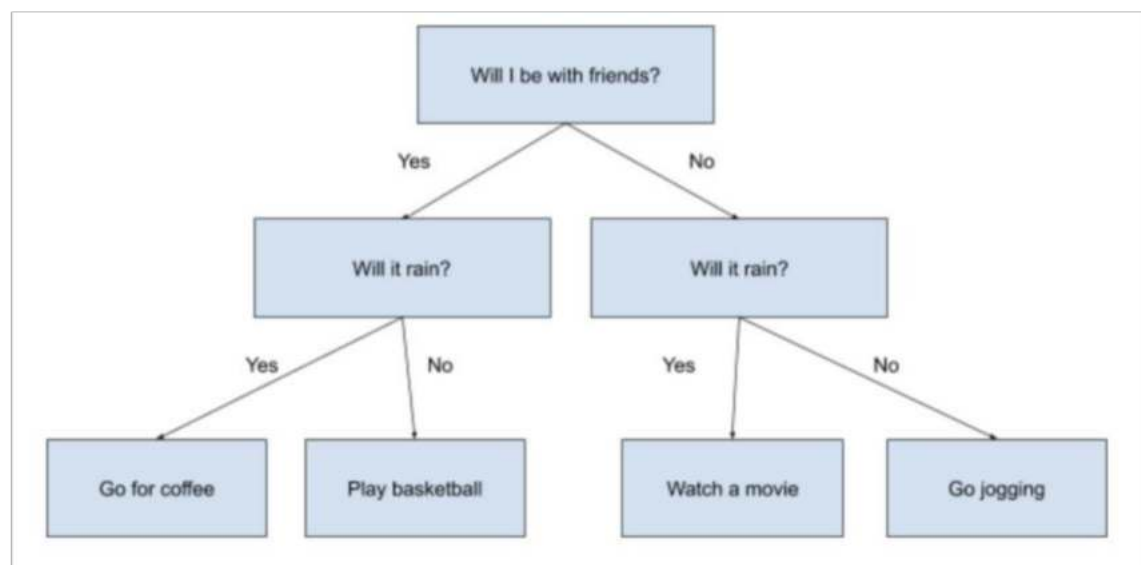 Will I be with friends?
Yes
No
Will it rain?
Will it rain?
Yes
No
Yes
No
Go for coffee
Play basketball
Watch a movie
Go jogging